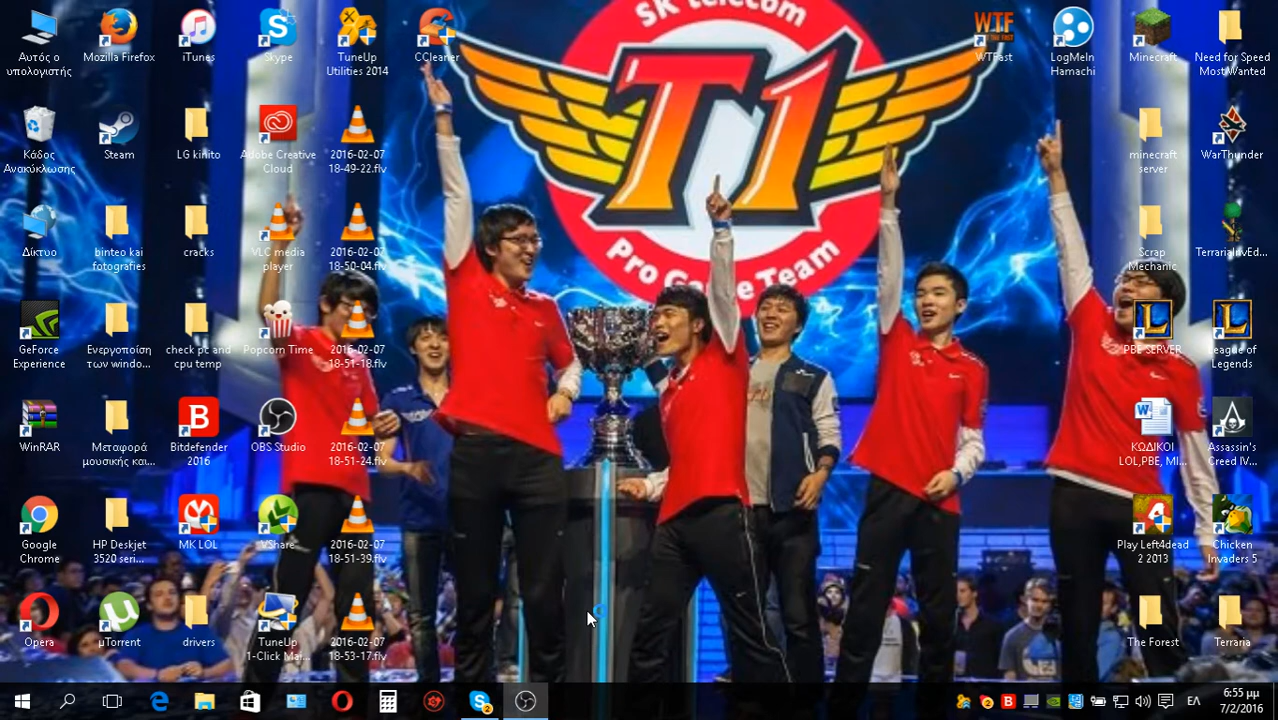 SK telecom
T1
Pro Game Team
Αυτός ο
υπολογιστής
Mozilla Firefox
iTunes
Skype
TuneUp
Utilities 2014
CCleaner
WTF
WTFast
LogMeIn
Hamachi
Minecraft
Need for Speed
Most Wanted
Κάδος
Ανακύκλωσης
Steam
LG kinito
Adobe Creative
Cloud
2016-02-07
18-49-22.flv
minecraft
server
WarThunder
Δίκτυο
binteo kai
fotografies
cracks
VLC media
player
2016-02-07
18-50-04.flv
Scrap
Mechanic
TerrariaInvEd...
GeForce
Experience
Ενεργοποίση
των windo...
check pc and
cpu temp
Popcorn Time
2016-02-07
18-51-18.flv
PBE SERVER
League of
Legends
WinRAR
Μεταφορά
μουσικής και...
Bitdefender
2016
OBS Studio
2016-02-07
18-51-24.flv
ΚΩΔΙΚΟΙ
LOL,PBE, MI...
Assassin's
Creed IV...
Google
Chrome
HP Deskjet
3520 seri...
MK LOL
VShare
2016-02-07
18-51-39.flv
Play Left4dead
2 2013
Chicken
Invaders 5
Opera
µTorrent
drivers
TuneUp
1-Click Mai...
2016-02-07
18-53-17.flv
The Forest
Terraria
ΕΛ
6:55 μμ
7/2/2016